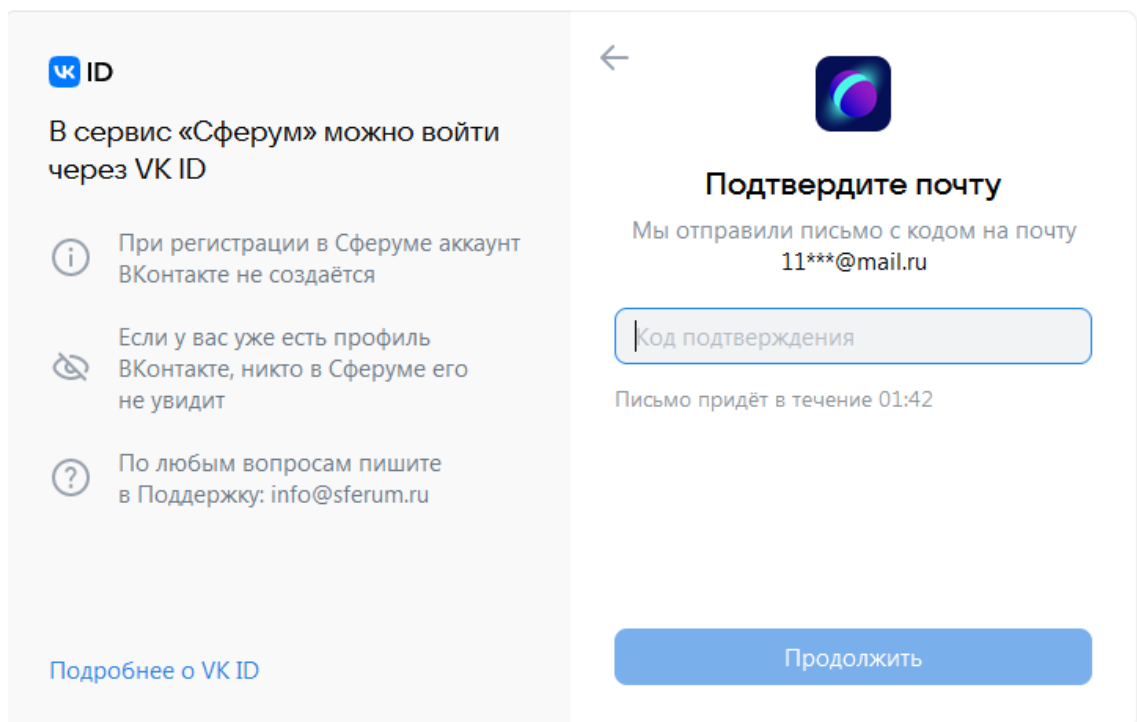 VK ID
В сервис «Сферум» можно войти
через VK ID
При регистрации в Сферуме аккаунт
ВКонтакте не создаётся
Если у вас уже есть профиль
ВКонтакте, никто в Сферуме его
не увидит
По любым вопросам пишите
в Поддержку: info@sferum.ru
Подробнее о VK ID
Подтвердите почту
Мы отправили письмо с кодом на почту
11***@mail.ru
Код подтверждения
Письмо придёт в течение 01:42
Продолжить